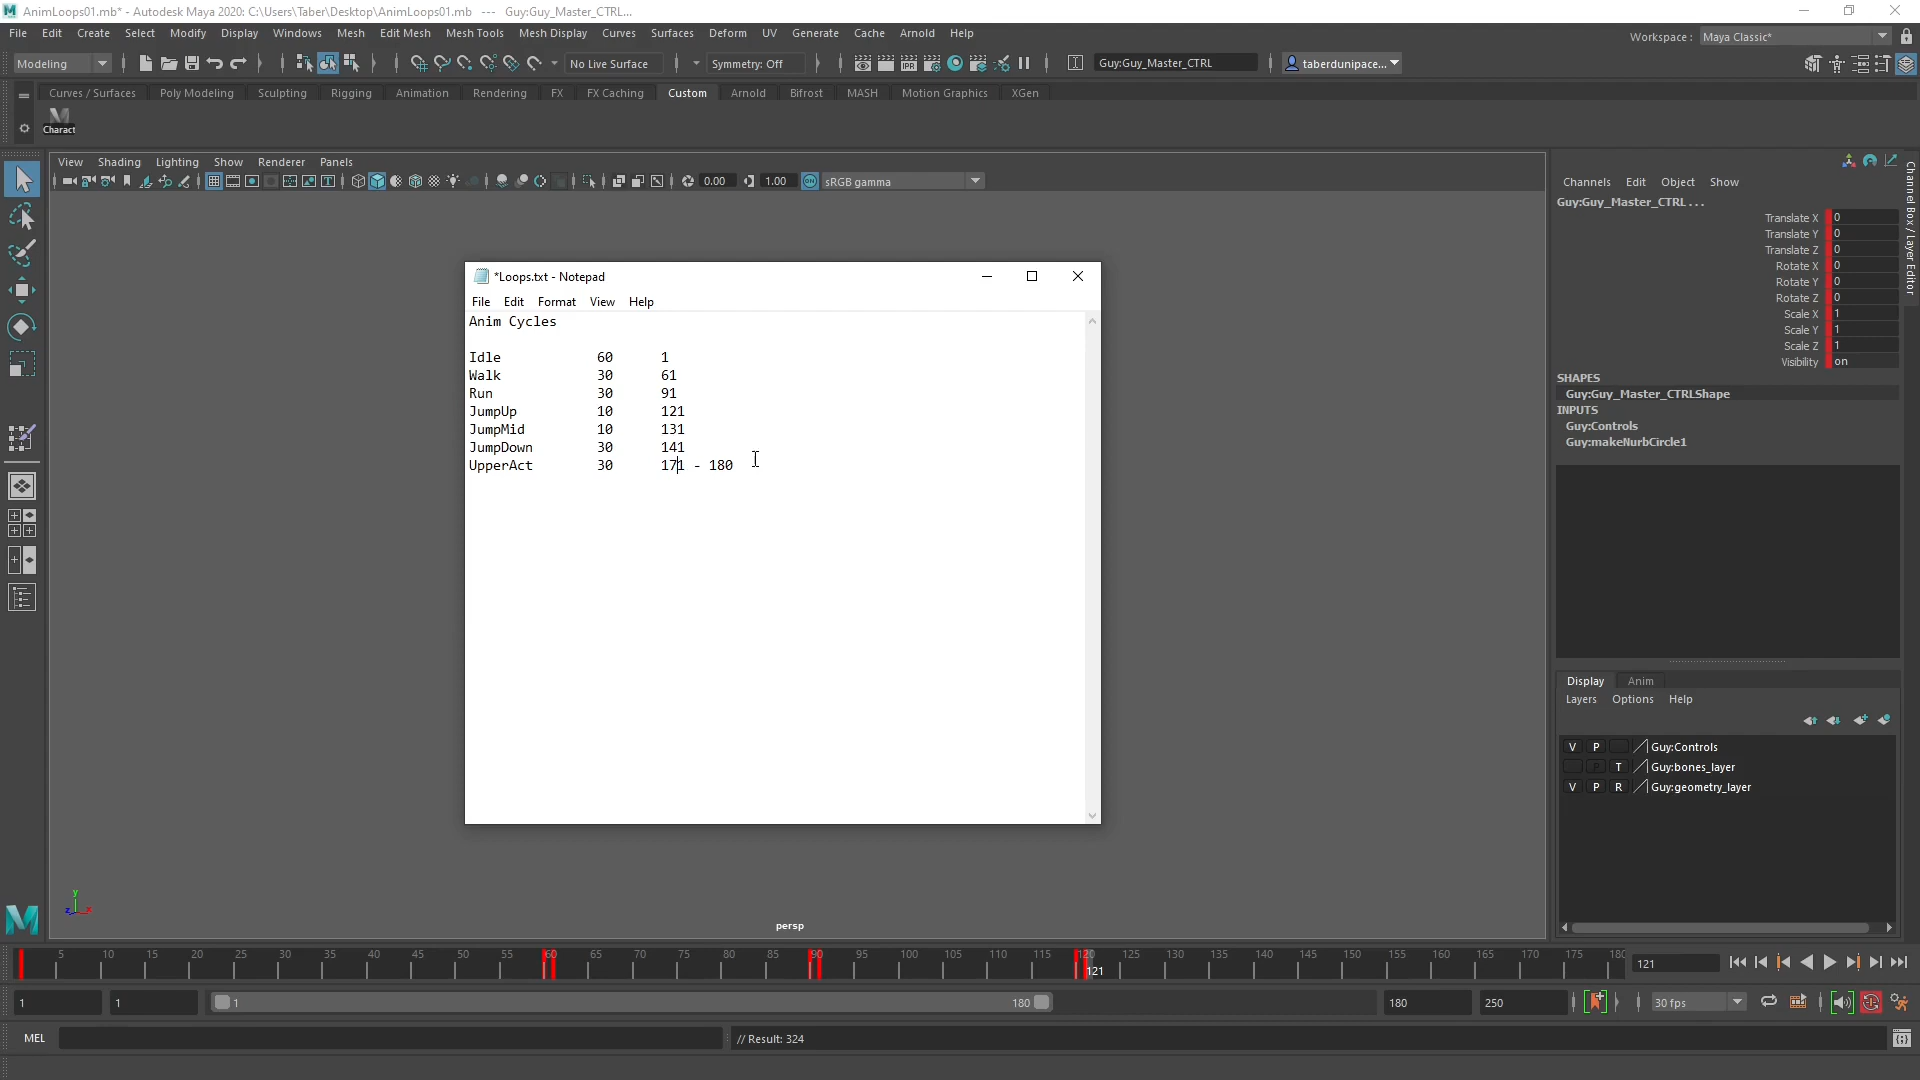 AnimLoops01.mb* - Autodesk Maya 2020: C:\Users\Taber\Desktop\AnimLoops01.mb --- Guy:Guy_Master_CTRL...
File Edit Create Select Modify Display Windows Mesh Edit Mesh Mesh Tools Mesh Display Curves Surfaces Deform UV Generate Cache Arnold Help
Workspace : Maya Classic*
Modeling No Live Surface Symmetry: Off Guy:Guy_Master_CTRL taberdunipace...
Curves / Surfaces Poly Modeling Sculpting Rigging Animation Rendering FX FX Caching Custom Arnold Bifrost MASH Motion Graphics XGen
Charact
View Shading Lighting Show Renderer Panels
0.00 1.00 sRGB gamma
*Loops.txt - Notepad
File Edit Format View Help
Anim Cycles
Idle 60 1
Walk 30 61
Run 30 91
JumpUp 10 121
JumpMid 10 131
JumpDown 30 141
UpperAct 30 171 - 180
persp
Channels Edit Object Show
Guy:Guy_Master_CTRL . . .
Translate X 0
Translate Y 0
Translate Z 0
Rotate X 0
Rotate Y 0
Rotate Z 0
Scale X 1
Scale Y 1
Scale Z 1
Visibility on
SHAPES
Guy:Guy_Master_CTRLShape
INPUTS
Guy:Controls
Guy:makeNurbCircle1
Channel Box / Layer Editor
Display Anim
Layers Options Help
V P Guy:Controls
P T Guy:bones_layer
V P R Guy:geometry_layer
5 10 15 20 25 30 35 40 45 50 55 60 65 70 75 80 85 90 95 100 105 110 115 120 125 130 135 140 145 150 155 160 165 170 175 180
121
121
1 1 1 180 180 250 30 fps
MEL // Result: 324